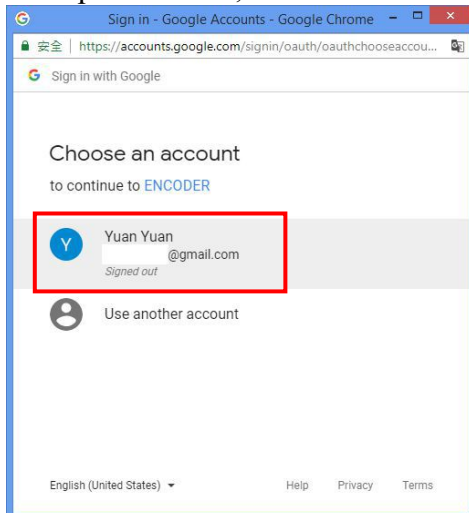 Sign in - Google Accounts - Google Chrome
安全 | https://accounts.google.com/signin/oauth/oauthchooseaccou...
Sign in with Google
Choose an account
to continue to ENCODER
Y
Yuan Yuan
@gmail.com
Signed out
Use another account
English (United States)
Help Privacy Terms